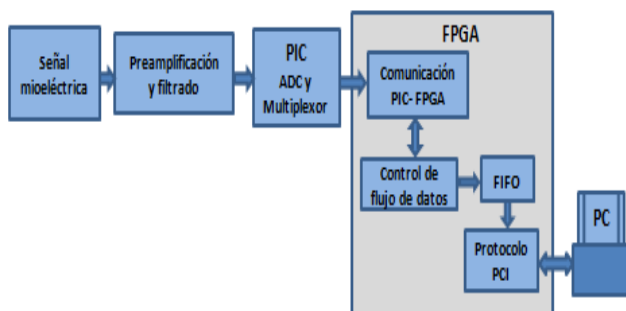 Señal
mioeléctrica
Preamplificación
y filtrado
PIC
ADC y
Multiplexor
FPGA
Comunicación
PIC- FPGA
Control de
flujo de datos
FIFO
Protocolo
PCI
PC